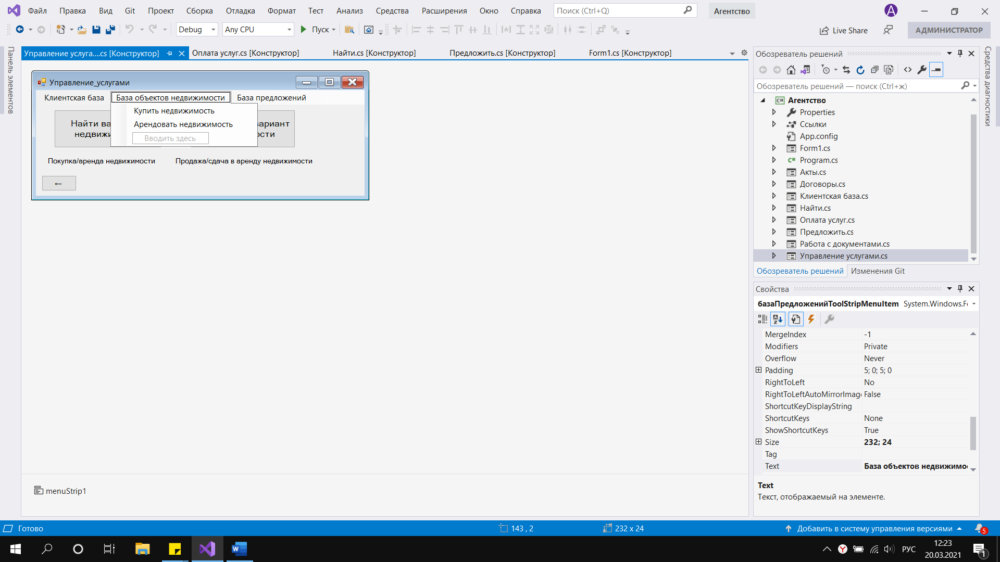 Файл Правка Вид Git Проект Сборка Отладка Формат Тест Анализ Средства Расширения Окно Справка Поиск (Ctrl+Q) Агентство A
Debug Any CPU Пуск Live Share АДМИНИСТРАТОР
Панель элементов
Управление услуга....cs [Конструктор] Оплата услуг.cs [Конструктор] Найти.cs [Конструктор] Предложить.cs [Конструктор] Form1.cs [Конструктор]
Управление_услугами
Клиентская база База объектов недвижимости База предложений
Купить недвижимость
Арендовать недвижимость
Вводить здесь
Найти ва
недвижи
вариант
ости
Покупка/аренда недвижимости Продажа/сдача в аренду недвижимости
←
menuStrip1
Обозреватель решений
Обозреватель решений — поиск (Ctrl+ж)
C# Агентство
Properties
Ссылки
App.config
Form1.cs
C# Program.cs
Акты.cs
Договоры.cs
Клиентская база.cs
Найти.cs
Оплата услуг.cs
Предложить.cs
Работа с документами.cs
Управление услугами.cs
Обозреватель решений Изменения Git
Средства диагностики
Свойства
базаПредложенийToolStripMenuItem System.Windows.Fo
MergeIndex -1
Modifiers Private
Overflow Never
Padding 5; 0; 5; 0
RightToLeft No
RightToLeftAutoMirrorImage False
ShortcutKeyDisplayString
ShortcutKeys None
ShowShortcutKeys True
Size 232; 24
Tag
Text База объектов недвижимос
Text
Текст, отображаемый на элементе.
Готово 143 , 2 232 x 24 Добавить в систему управления версиями 5
РУС 12:23
20.03.2021 1